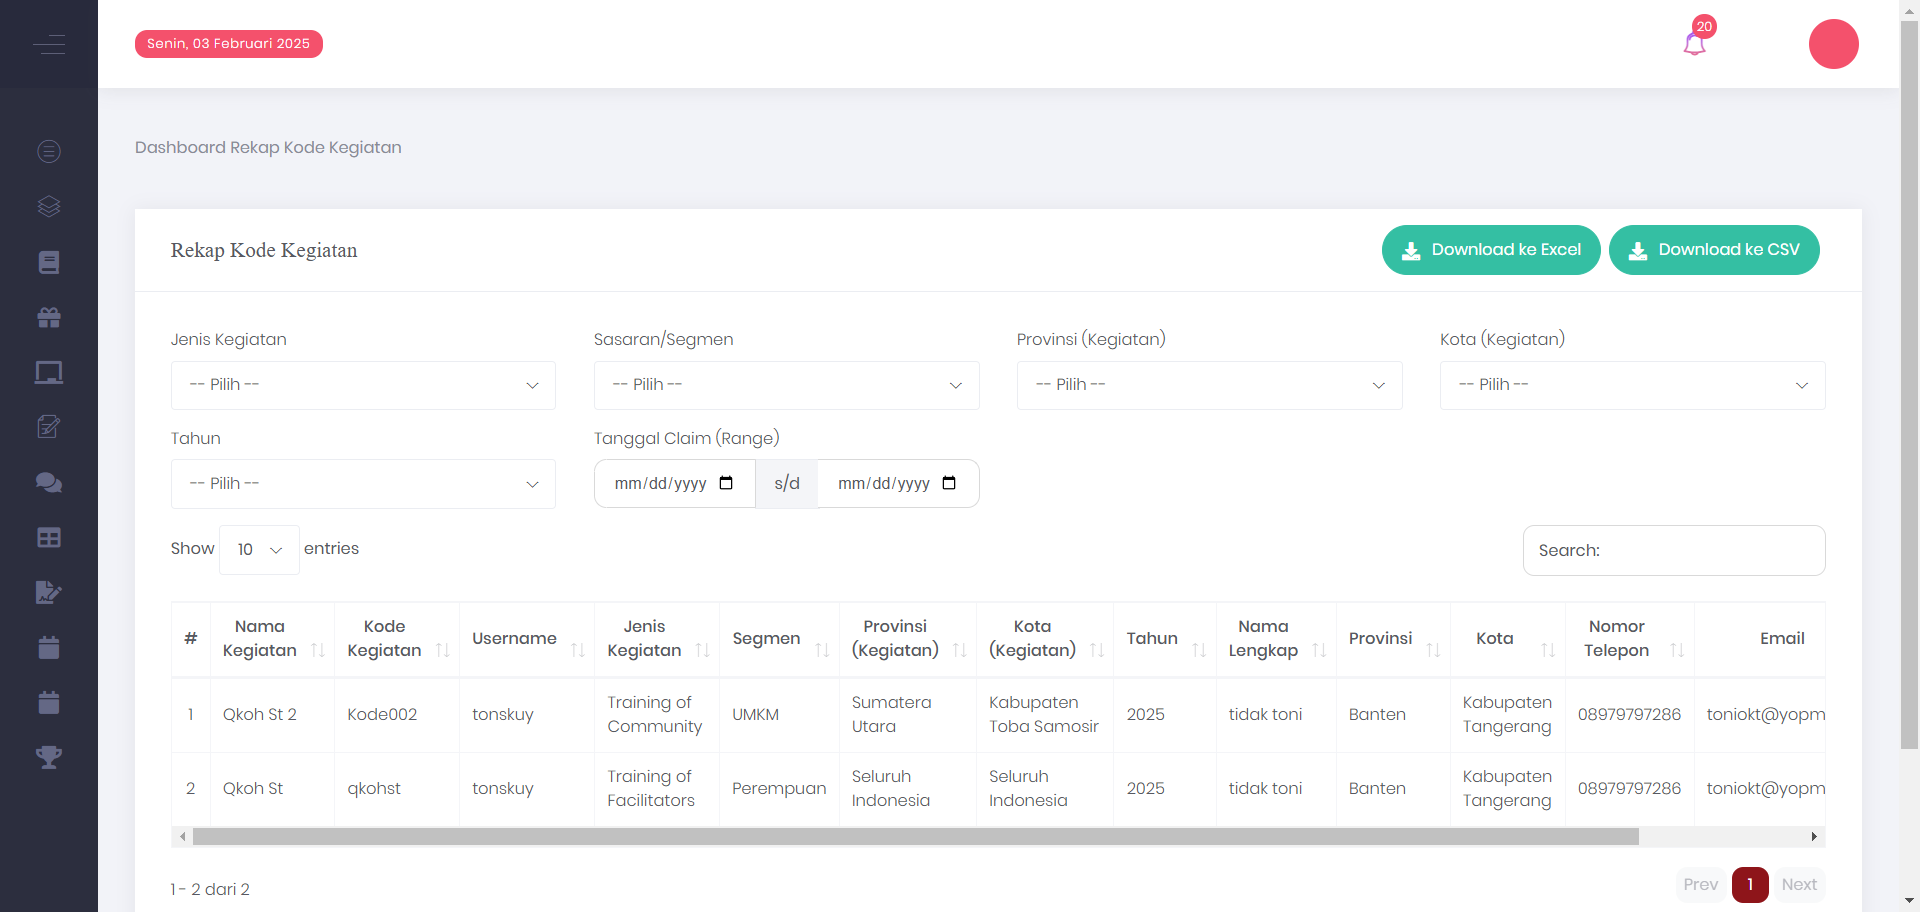 Senin, 03 Februari 2025
20
Dashboard Rekap Kode Kegiatan
Rekap Kode Kegiatan
Download ke Excel
Download ke CSV
Jenis Kegiatan
Sasaran/Segmen
Provinsi (Kegiatan)
Kota (Kegiatan)
-- Pilih --
-- Pilih --
-- Pilih --
-- Pilih --
Tahun
Tanggal Claim (Range)
-- Pilih --
mm/dd/yyyy s/d mm/dd/yyyy
Show 10 entries
Search:
# Nama Kegiatan Kode Kegiatan Username Jenis Kegiatan Segmen Provinsi (Kegiatan) Kota (Kegiatan) Tahun Nama Lengkap Provinsi Kota Nomor Telepon Email
1 Qkoh St 2 Kode002 tonskuy Training of Community UMKM Sumatera Utara Kabupaten Toba Samosir 2025 tidak toni Banten Kabupaten Tangerang 08979797286 toniokt@yopm
2 Qkoh St qkohst tonskuy Training of Facilitators Perempuan Seluruh Indonesia Seluruh Indonesia 2025 tidak toni Banten Kabupaten Tangerang 08979797286 toniokt@yopm
1 - 2 dari 2
Prev 1 Next